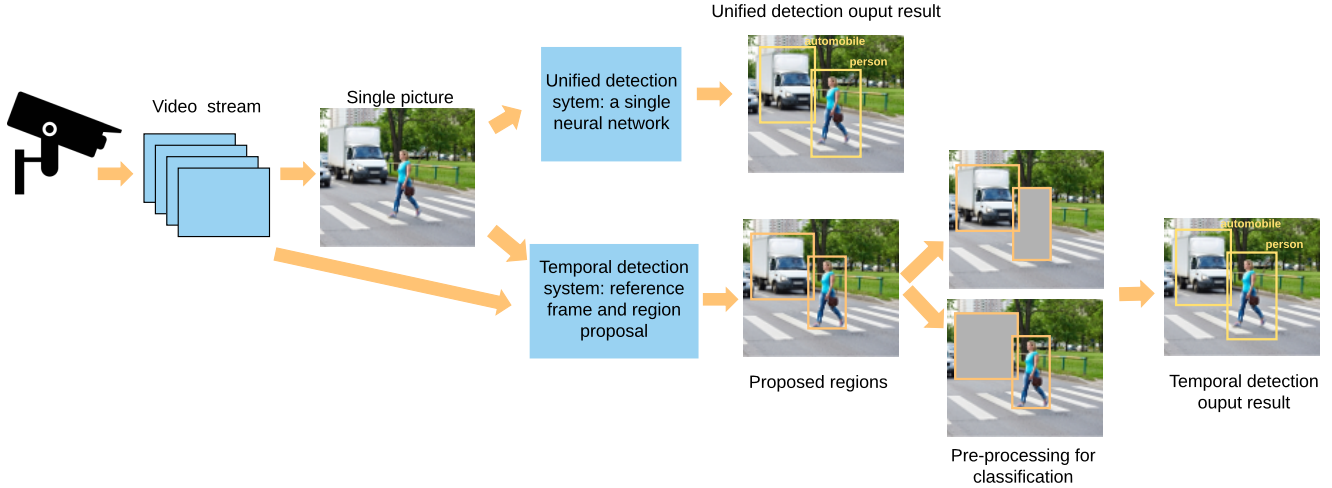 Unified detection ouput result
automobile
person
Video stream
Single picture
Unified detection
sytem: a single
neural network
Temporal detection
system: reference
frame and region
proposal
Proposed regions
Pre-processing for
classification
automobile
person
Temporal detection
ouput result